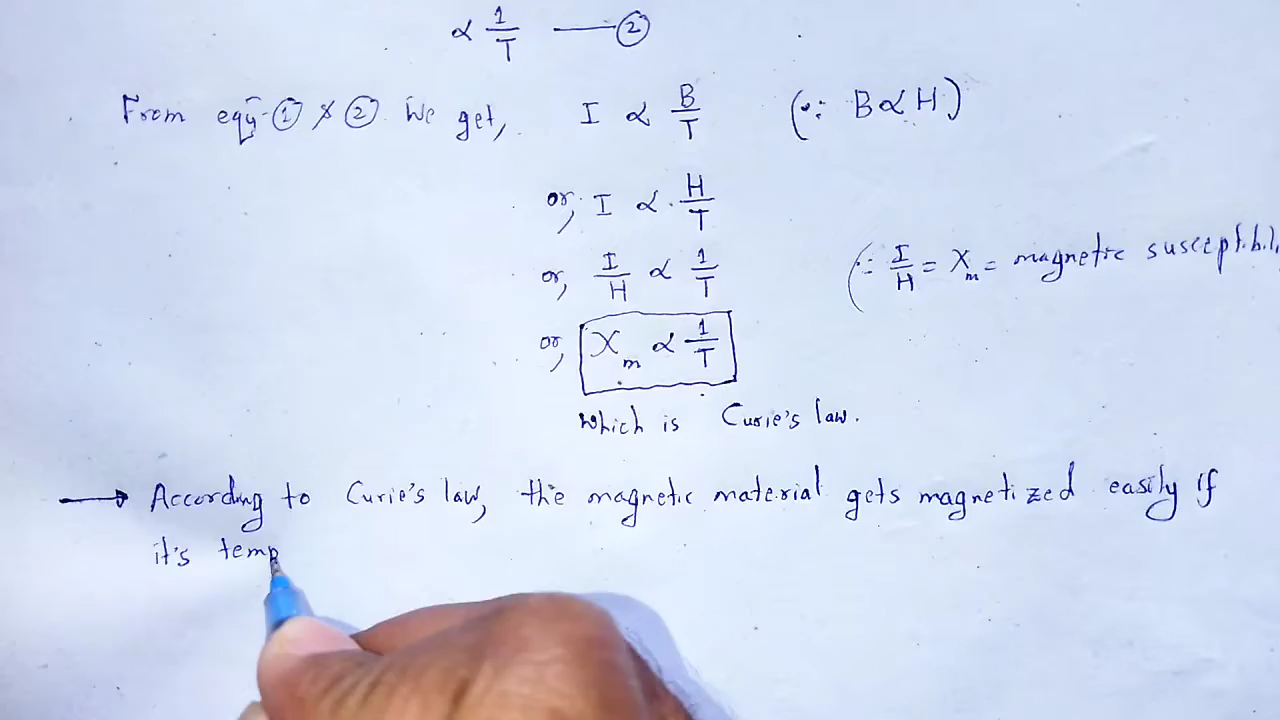 ∝ 1/T —— ②
From eqⁿ ① & ② We get, I ∝ B/T (∵ B ∝ H)
or, I ∝ H/T
or, I/H ∝ 1/T (∵ I/H = Xₘ = magnetic susceptibil
or, Xₘ ∝ 1/T
which is Curie's law.
→ According to Curie's law, the magnetic material gets magnetized easily if
it's temp